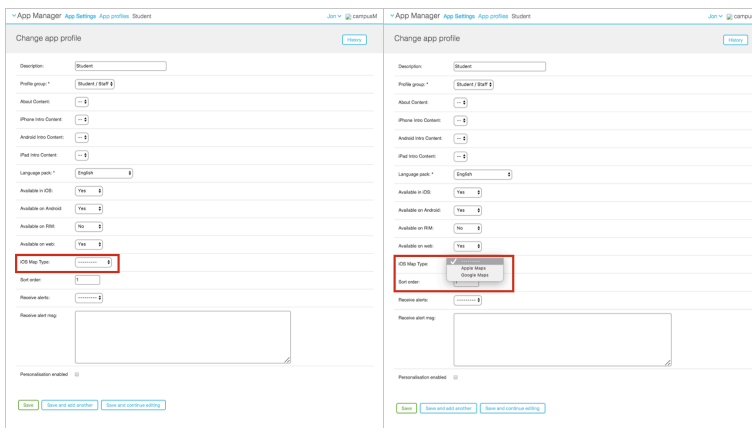 App Manager App Settings App profiles Student Jon campusM
Change app profile History
Description: Student
Profile group: * Student / Staff
About Content: --
iPhone Intro Content: --
Android Intro Content: --
iPad Intro Content: --
Language pack: * English
Available in iOS: Yes
Available on Android: Yes
Available on RIM: No
Available on web: Yes
iOS Map Type: ---------
Sort order: 1
Receive alerts: ---------
Receive alert msg:
Personalisation enabled
Save Save and add another Save and continue editing
App Manager App Settings App profiles Student Jon campu
Change app profile History
Description: Student
Profile group: * Student / Staff
About Content: --
iPhone Intro Content: --
Android Intro Content: --
iPad Intro Content: --
Language pack: * English
Available in iOS: Yes
Available on Android: Yes
Available on RIM: No
Available on web: Yes
iOS Map Type: ---------
Apple Maps
Google Maps
Sort order:
Receive alerts: ---------
Receive alert msg:
Personalisation enabled
Save Save and add another Save and continue editing